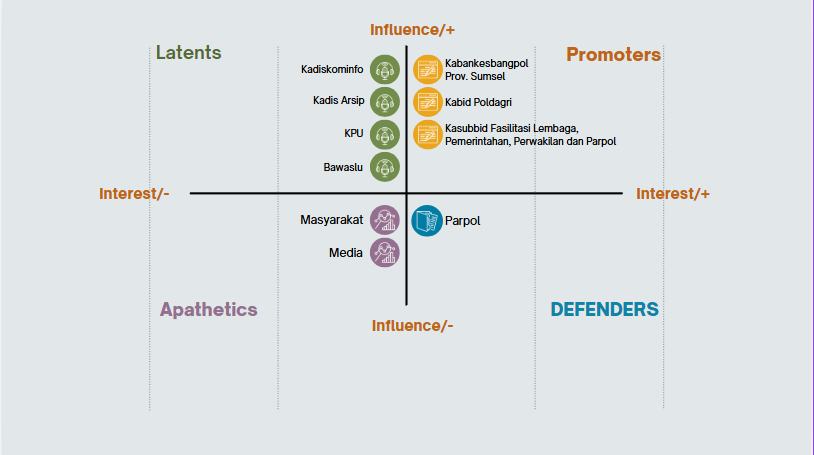 Influence/+
Latents
Promoters
Kadiskominfo
Kabankesbangpol
Prov. Sumsel
Kadis Arsip
Kabid Poldagri
KPU
Kasubbid Fasilitasi Lembaga,
Pemerintahan, Perwakilan dan Parpol
Bawaslu
Interest/-
Interest/+
Masyarakat
Parpol
Media
Apathetics
DEFENDERS
Influence/-